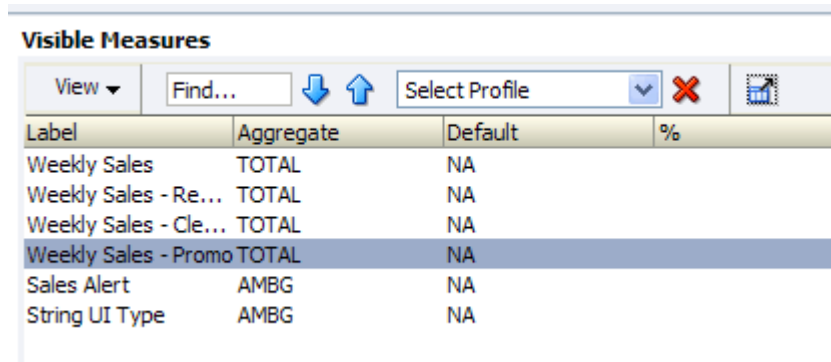 Visible Measures
View Find... Select Profile
Label Aggregate Default %
Weekly Sales TOTAL NA
Weekly Sales - Re... TOTAL NA
Weekly Sales - Cle... TOTAL NA
Weekly Sales - Promo TOTAL NA
Sales Alert AMBG NA
String UI Type AMBG NA